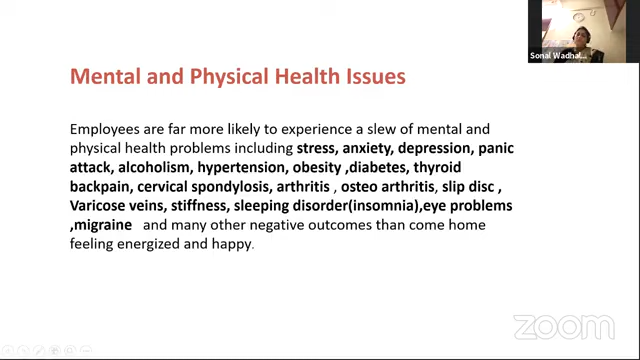 Sonal Wadhal...
Mental and Physical Health Issues
Employees are far more likely to experience a slew of mental and
physical health problems including stress, anxiety, depression, panic
attack, alcoholism, hypertension, obesity ,diabetes, thyroid
backpain, cervical spondylosis, arthritis , osteo arthritis, slip disc ,
Varicose veins, stiffness, sleeping disorder(insomnia),eye problems
,migraine and many other negative outcomes than come home
feeling energized and happy.
zoom